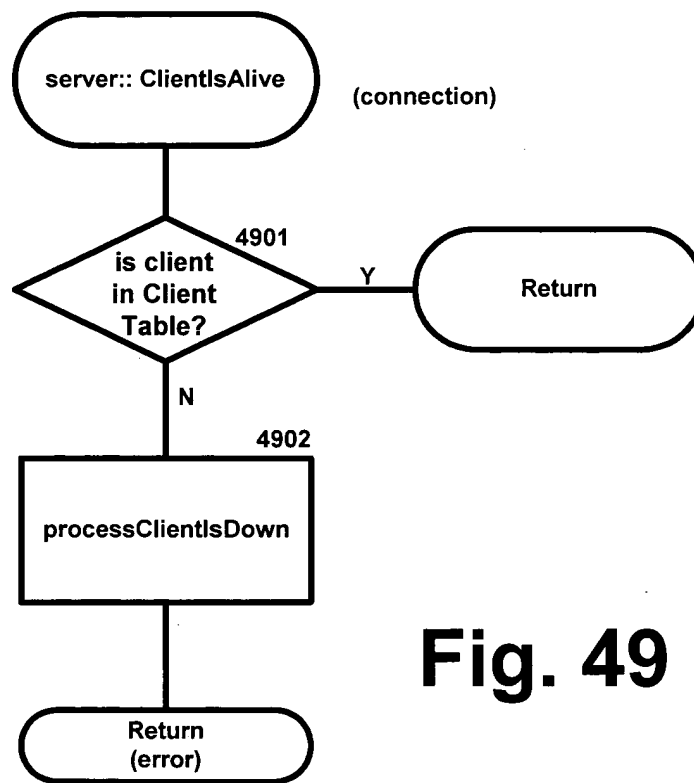 server:: ClientIsAlive
(connection)
4901
is client
in Client
Table?
Y
Return
N
4902
processClientIsDown
Fig. 49
Return
(error)